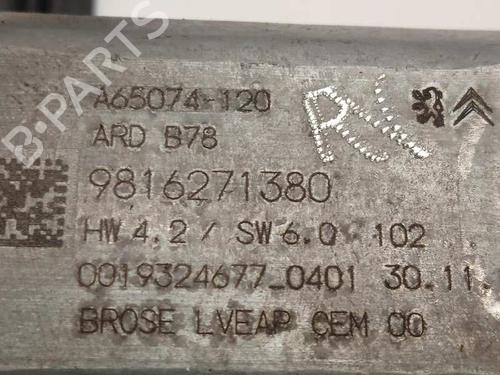 A65074-120
ARD B78
9816271380
HW 4.2 / SW 6.0 102
0019324677_0401 30.11.
BROSE LVEAP CEM 00
B-PARTS